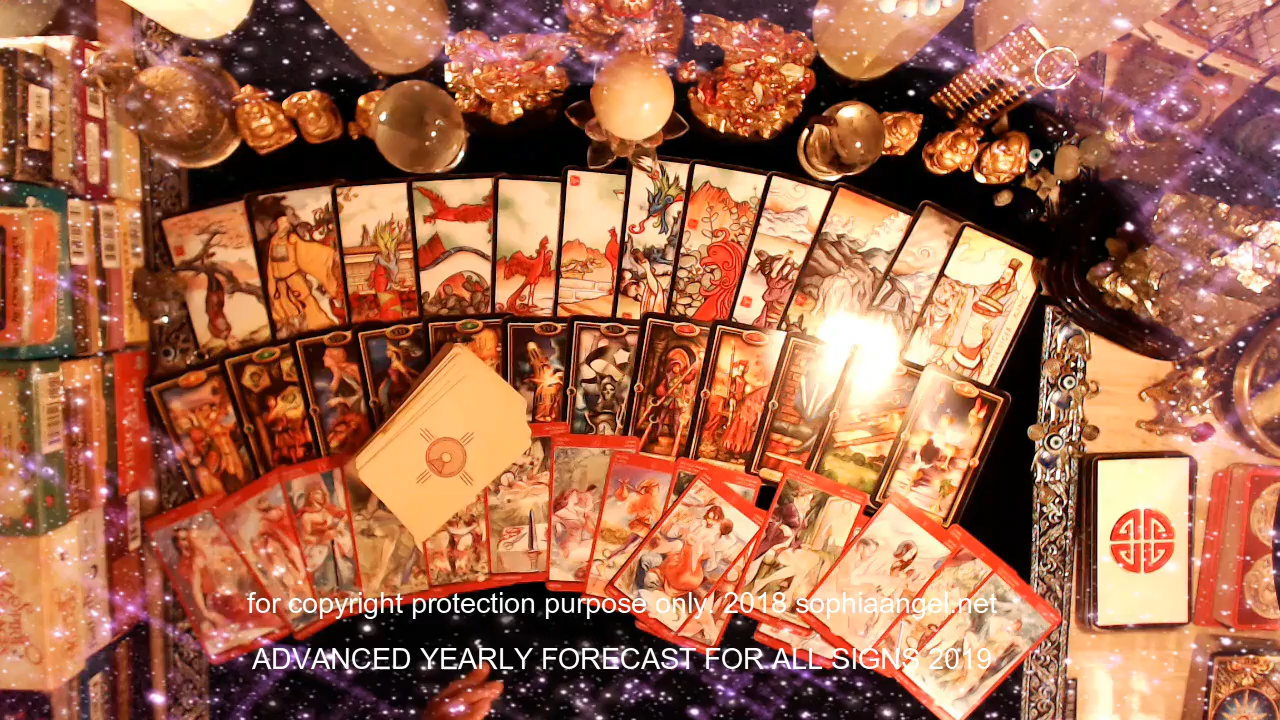 for copyright protection purpose only. 2018 sophiaangel.net
ADVANCED YEARLY FORECAST FOR ALL SIGNS 2019